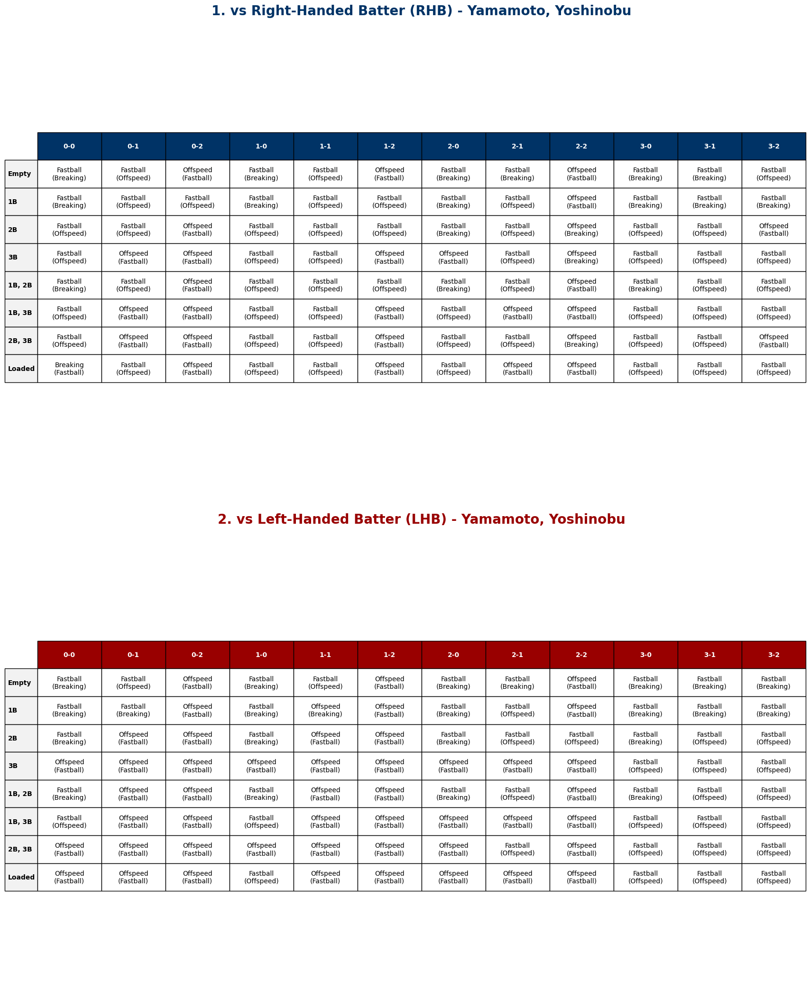 1. vs Right-Handed Batter (RHB) - Yamamoto, Yoshinobu
0-0 0-1 0-2 1-0 1-1 1-2 2-0 2-1 2-2 3-0 3-1 3-2
Empty
Fastball Fastball Offspeed Fastball Fastball Offspeed Fastball Fastball Offspeed Fastball Fastball Fastball
(Breaking) (Offspeed) (Fastball) (Breaking) (Offspeed) (Fastball) (Breaking) (Breaking) (Fastball) (Breaking) (Breaking) (Offspeed)
1B
Fastball Fastball Fastball Fastball Fastball Fastball Fastball Fastball Offspeed Fastball Fastball Fastball
(Breaking) (Offspeed) (Offspeed) (Breaking) (Offspeed) (Offspeed) (Breaking) (Offspeed) (Fastball) (Breaking) (Breaking) (Breaking)
2B
Fastball Fastball Offspeed Fastball Fastball Fastball Fastball Fastball Offspeed Fastball Fastball Offspeed
(Offspeed) (Offspeed) (Fastball) (Offspeed) (Offspeed) (Offspeed) (Breaking) (Offspeed) (Breaking) (Offspeed) (Offspeed) (Fastball)
3B
Fastball Offspeed Offspeed Fastball Fastball Offspeed Offspeed Fastball Offspeed Fastball Fastball Fastball
(Offspeed) (Fastball) (Fastball) (Offspeed) (Offspeed) (Fastball) (Fastball) (Offspeed) (Breaking) (Offspeed) (Offspeed) (Offspeed)
1B, 2B
Fastball Fastball Offspeed Fastball Fastball Fastball Fastball Fastball Offspeed Fastball Fastball Fastball
(Breaking) (Offspeed) (Fastball) (Offspeed) (Offspeed) (Offspeed) (Breaking) (Offspeed) (Fastball) (Breaking) (Offspeed) (Offspeed)
1B, 3B
Fastball Offspeed Offspeed Fastball Fastball Offspeed Fastball Offspeed Offspeed Fastball Fastball Fastball
(Offspeed) (Fastball) (Fastball) (Offspeed) (Offspeed) (Fastball) (Offspeed) (Fastball) (Fastball) (Offspeed) (Offspeed) (Offspeed)
2B, 3B
Fastball Offspeed Offspeed Fastball Fastball Offspeed Fastball Fastball Offspeed Fastball Fastball Offspeed
(Offspeed) (Fastball) (Fastball) (Offspeed) (Offspeed) (Fastball) (Offspeed) (Offspeed) (Breaking) (Offspeed) (Offspeed) (Fastball)
Loaded
Breaking Fastball Offspeed Fastball Fastball Offspeed Fastball Offspeed Offspeed Fastball Fastball Fastball
(Fastball) (Offspeed) (Fastball) (Offspeed) (Offspeed) (Fastball) (Offspeed) (Fastball) (Fastball) (Offspeed) (Offspeed) (Offspeed)
2. vs Left-Handed Batter (LHB) - Yamamoto, Yoshinobu
0-0 0-1 0-2 1-0 1-1 1-2 2-0 2-1 2-2 3-0 3-1 3-2
Empty
Fastball Fastball Offspeed Fastball Fastball Offspeed Fastball Fastball Offspeed Fastball Fastball Fastball
(Breaking) (Offspeed) (Fastball) (Breaking) (Offspeed) (Fastball) (Breaking) (Breaking) (Fastball) (Breaking) (Breaking) (Breaking)
1B
Fastball Fastball Offspeed Fastball Offspeed Offspeed Fastball Fastball Offspeed Fastball Fastball Fastball
(Breaking) (Breaking) (Fastball) (Breaking) (Breaking) (Fastball) (Breaking) (Offspeed) (Fastball) (Breaking) (Breaking) (Breaking)
2B
Fastball Offspeed Offspeed Fastball Offspeed Offspeed Fastball Fastball Fastball Fastball Fastball Fastball
(Breaking) (Fastball) (Fastball) (Breaking) (Fastball) (Fastball) (Breaking) (Offspeed) (Offspeed) (Breaking) (Offspeed) (Offspeed)
3B
Offspeed Offspeed Offspeed Offspeed Offspeed Offspeed Offspeed Offspeed Offspeed Fastball Fastball Fastball
(Fastball) (Fastball) (Fastball) (Fastball) (Fastball) (Fastball) (Fastball) (Fastball) (Fastball) (Offspeed) (Offspeed) (Offspeed)
1B, 2B
Fastball Offspeed Offspeed Fastball Offspeed Offspeed Fastball Fastball Offspeed Fastball Fastball Fastball
(Breaking) (Fastball) (Fastball) (Breaking) (Fastball) (Fastball) (Breaking) (Offspeed) (Fastball) (Breaking) (Offspeed) (Offspeed)
1B, 3B
Fastball Offspeed Offspeed Fastball Offspeed Offspeed Offspeed Offspeed Offspeed Fastball Fastball Fastball
(Offspeed) (Fastball) (Fastball) (Offspeed) (Fastball) (Fastball) (Fastball) (Fastball) (Fastball) (Offspeed) (Offspeed) (Offspeed)
2B, 3B
Offspeed Offspeed Offspeed Offspeed Offspeed Offspeed Offspeed Fastball Offspeed Fastball Fastball Fastball
(Fastball) (Fastball) (Fastball) (Fastball) (Fastball) (Fastball) (Fastball) (Offspeed) (Fastball) (Offspeed) (Offspeed) (Offspeed)
Loaded
Offspeed Offspeed Offspeed Fastball Offspeed Offspeed Offspeed Offspeed Offspeed Fastball Fastball Fastball
(Fastball) (Fastball) (Fastball) (Offspeed) (Fastball) (Fastball) (Fastball) (Fastball) (Fastball) (Offspeed) (Offspeed) (Offspeed)